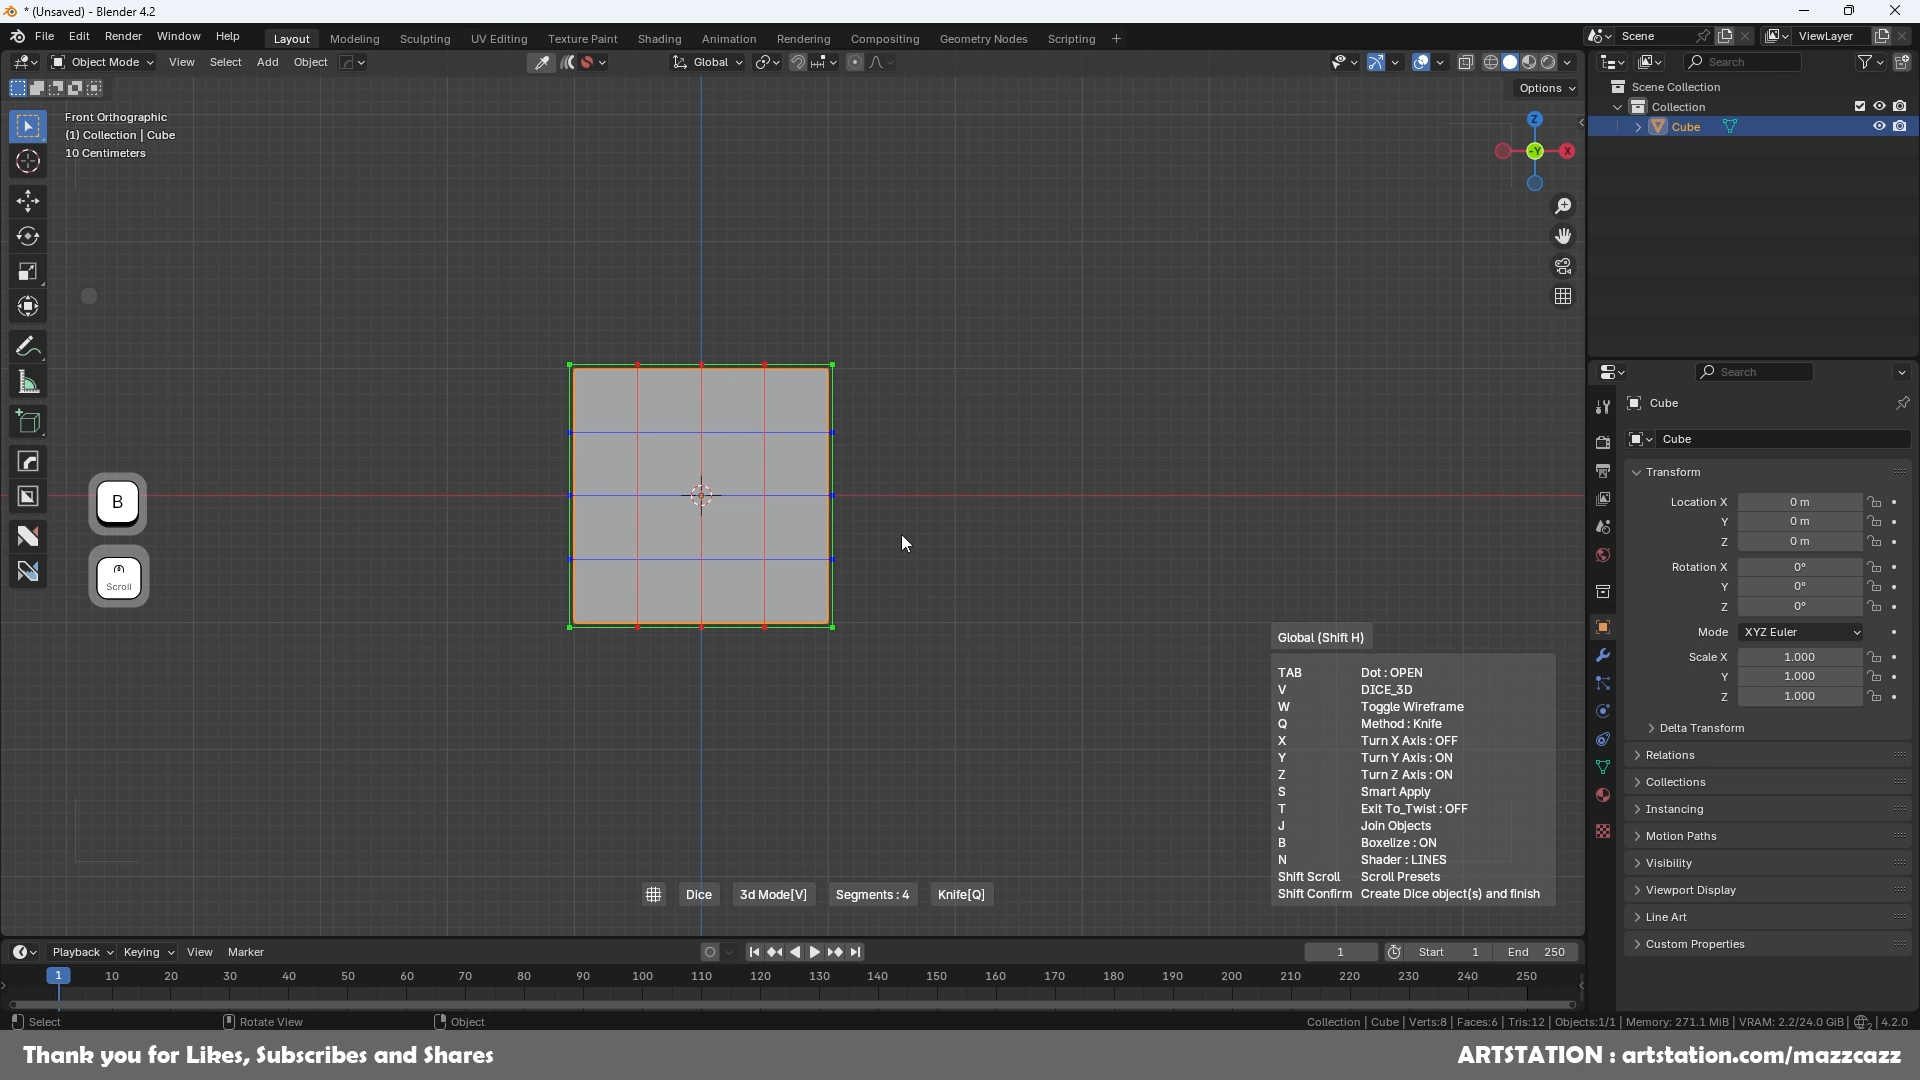 * (Unsaved) - Blender 4.2
File Edit Render Window Help Layout Modeling Sculpting UV Editing Texture Paint Shading Animation Rendering Compositing Geometry Nodes Scripting + Scene ViewLayer
Object Mode View Select Add Object Global Search
Options
Front Orthographic
(1) Collection | Cube
10 Centimeters
Z
-Y
X
Scene Collection
Collection
Cube
B
Scroll
Global (Shift H)
TAB Dot : OPEN
V DICE_3D
W Toggle Wireframe
Q Method : Knife
X Turn X Axis : OFF
Y Turn Y Axis : ON
Z Turn Z Axis : ON
S Smart Apply
T Exit To_Twist : OFF
J Join Objects
B Boxelize : ON
N Shader : LINES
Shift Scroll Scroll Presets
Shift Confirm Create Dice object(s) and finish
Dice 3d Mode[V] Segments : 4 Knife[Q]
Search
Cube
Cube
Transform
Location X 0 m
Y 0 m
Z 0 m
Rotation X 0°
Y 0°
Z 0°
Mode XYZ Euler
Scale X 1.000
Y 1.000
Z 1.000
Delta Transform
Relations
Collections
Instancing
Motion Paths
Visibility
Viewport Display
Line Art
Custom Properties
Playback Keying View Marker 1 Start 1 End 250
1 10 20 30 40 50 60 70 80 90 100 110 120 130 140 150 160 170 180 190 200 210 220 230 240 250
Select Rotate View Object Collection | Cube | Verts:8 | Faces:6 | Tris:12 | Objects:1/1 | Memory: 271.1 MiB | VRAM: 2.2/24.0 GiB | 2 | 4.2.0
Thank you for Likes, Subscribes and Shares ARTSTATION : artstation.com/mazzcazz